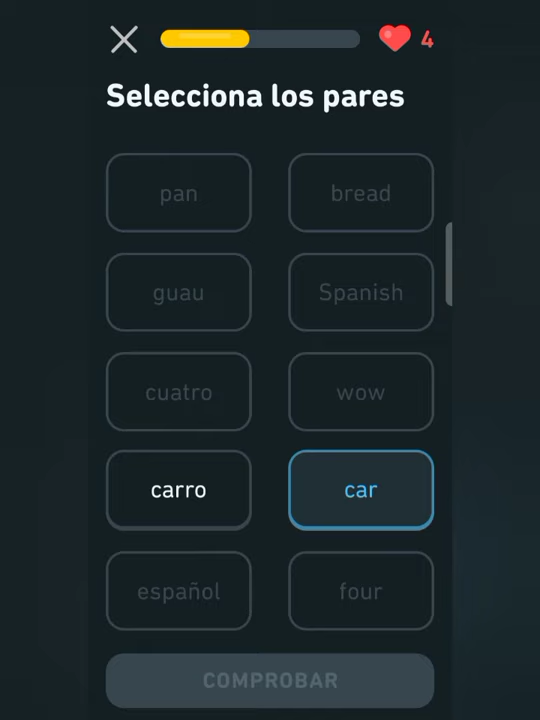 4
Selecciona los pares
pan bread
guau Spanish
cuatro wow
carro car
español four
COMPROBAR